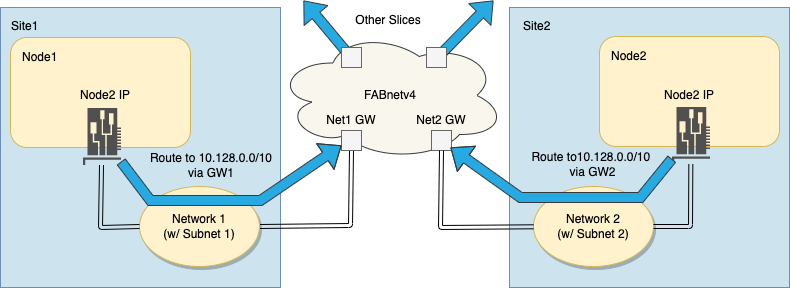 Site1
Node1
Node2 IP
Route to 10.128.0.0/10
via GW1
Network 1
(w/ Subnet 1)
Other Slices
FABnetv4
Net1 GW
Net2 GW
Site2
Node2
Node2 IP
Route to10.128.0.0/10
via GW2
Network 2
(w/ Subnet 2)